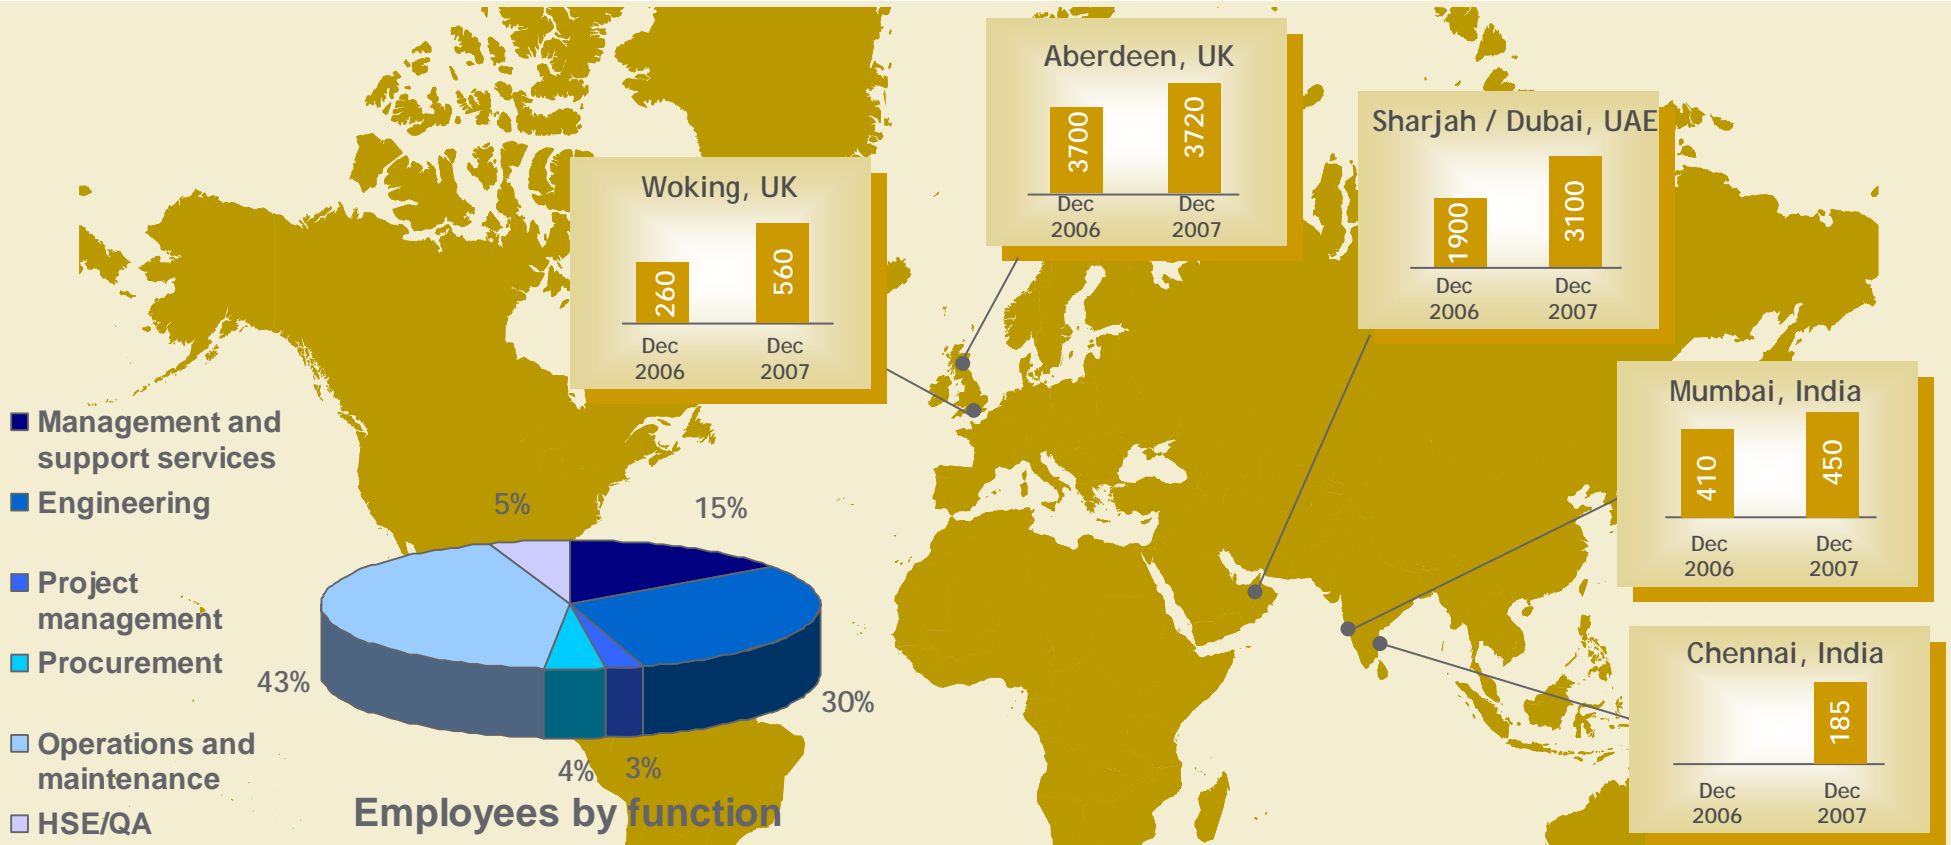 Aberdeen, UK
3700
3720
Dec
2006
Dec
2007
Sharjah / Dubai, UAE
1900
3100
Dec
2006
Dec
2007
Woking, UK
260
560
Dec
2006
Dec
2007
Mumbai, India
410
450
Dec
2006
Dec
2007
Chennai, India
185
Dec
2006
Dec
2007
Management and
support services
Engineering
Project
management
Procurement
Operations and
maintenance
HSE/QA
5%
15%
43%
30%
4%
3%
Employees by function